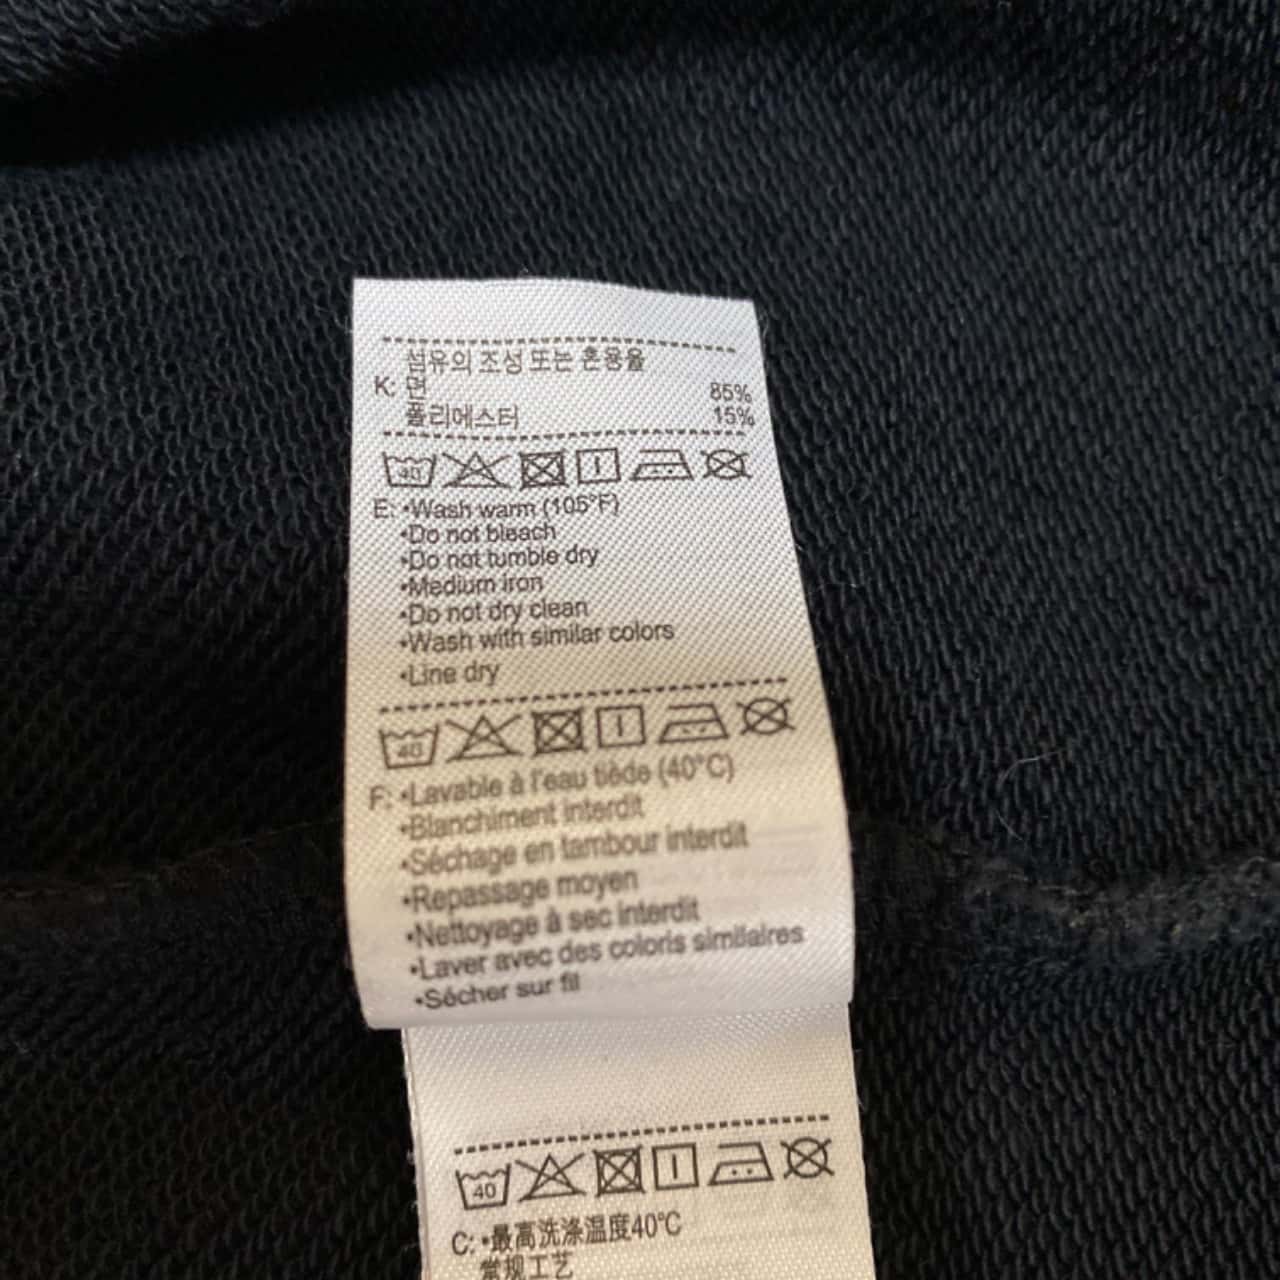 섬유의 조성 또는 혼용율
K: 면 85%
폴리에스터 15%
40
E: •Wash warm (105°F)
•Do not bleach
•Do not tumble dry
•Medium iron
•Do not dry clean
•Wash with similar colors
•Line dry
40
F: •Lavable à l'eau tiède (40°C)
•Blanchiment interdit
•Séchage en tambour interdit
•Repassage moyen
•Nettoyage à sec interdit
•Laver avec des coloris similaires
•Sécher sur fil
40
C: •最高洗涤温度40℃
常规工艺